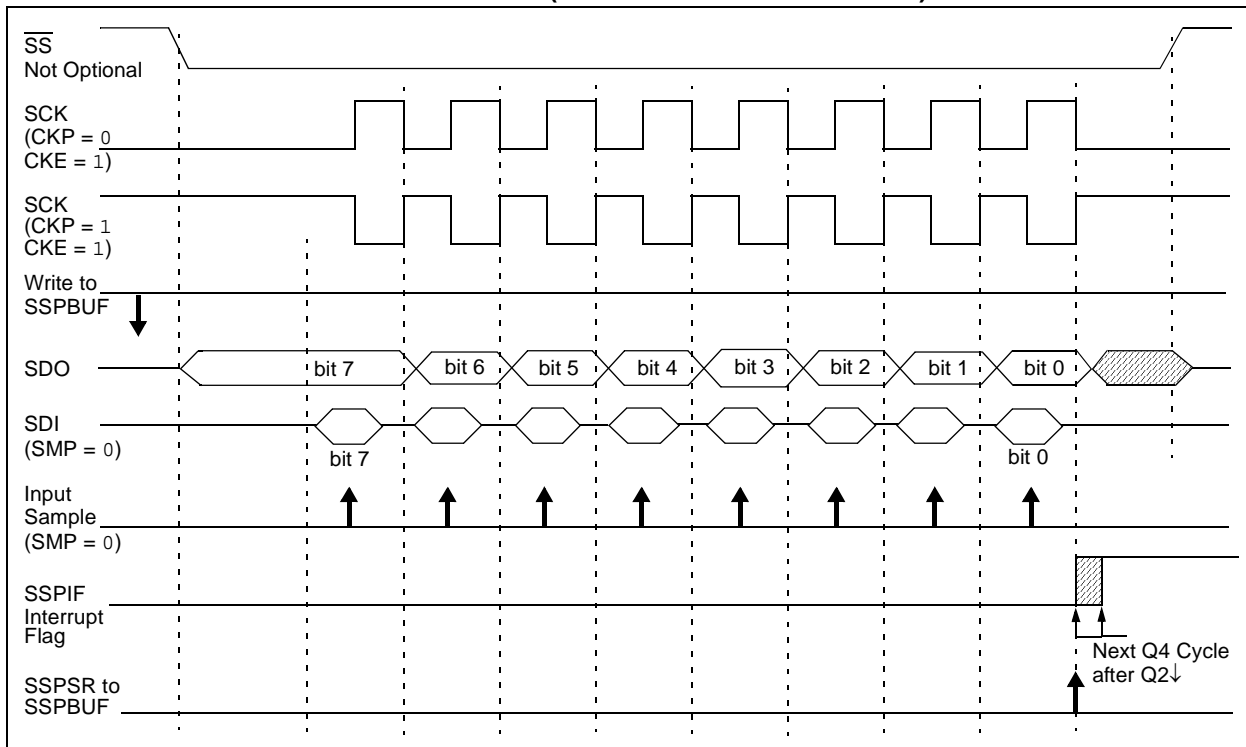 SS
Not Optional
SCK
(CKP = 0
CKE = 1)
SCK
(CKP = 1
CKE = 1)
Write to
SSPBUF
SDO
bit 7
bit 6
bit 5
bit 4
bit 3
bit 2
bit 1
bit 0
SDI
(SMP = 0)
bit 7
bit 0
Input
Sample
(SMP = 0)
SSPIF
Interrupt
Flag
Next Q4 Cycle
after Q2↓
SSPSR to
SSPBUF